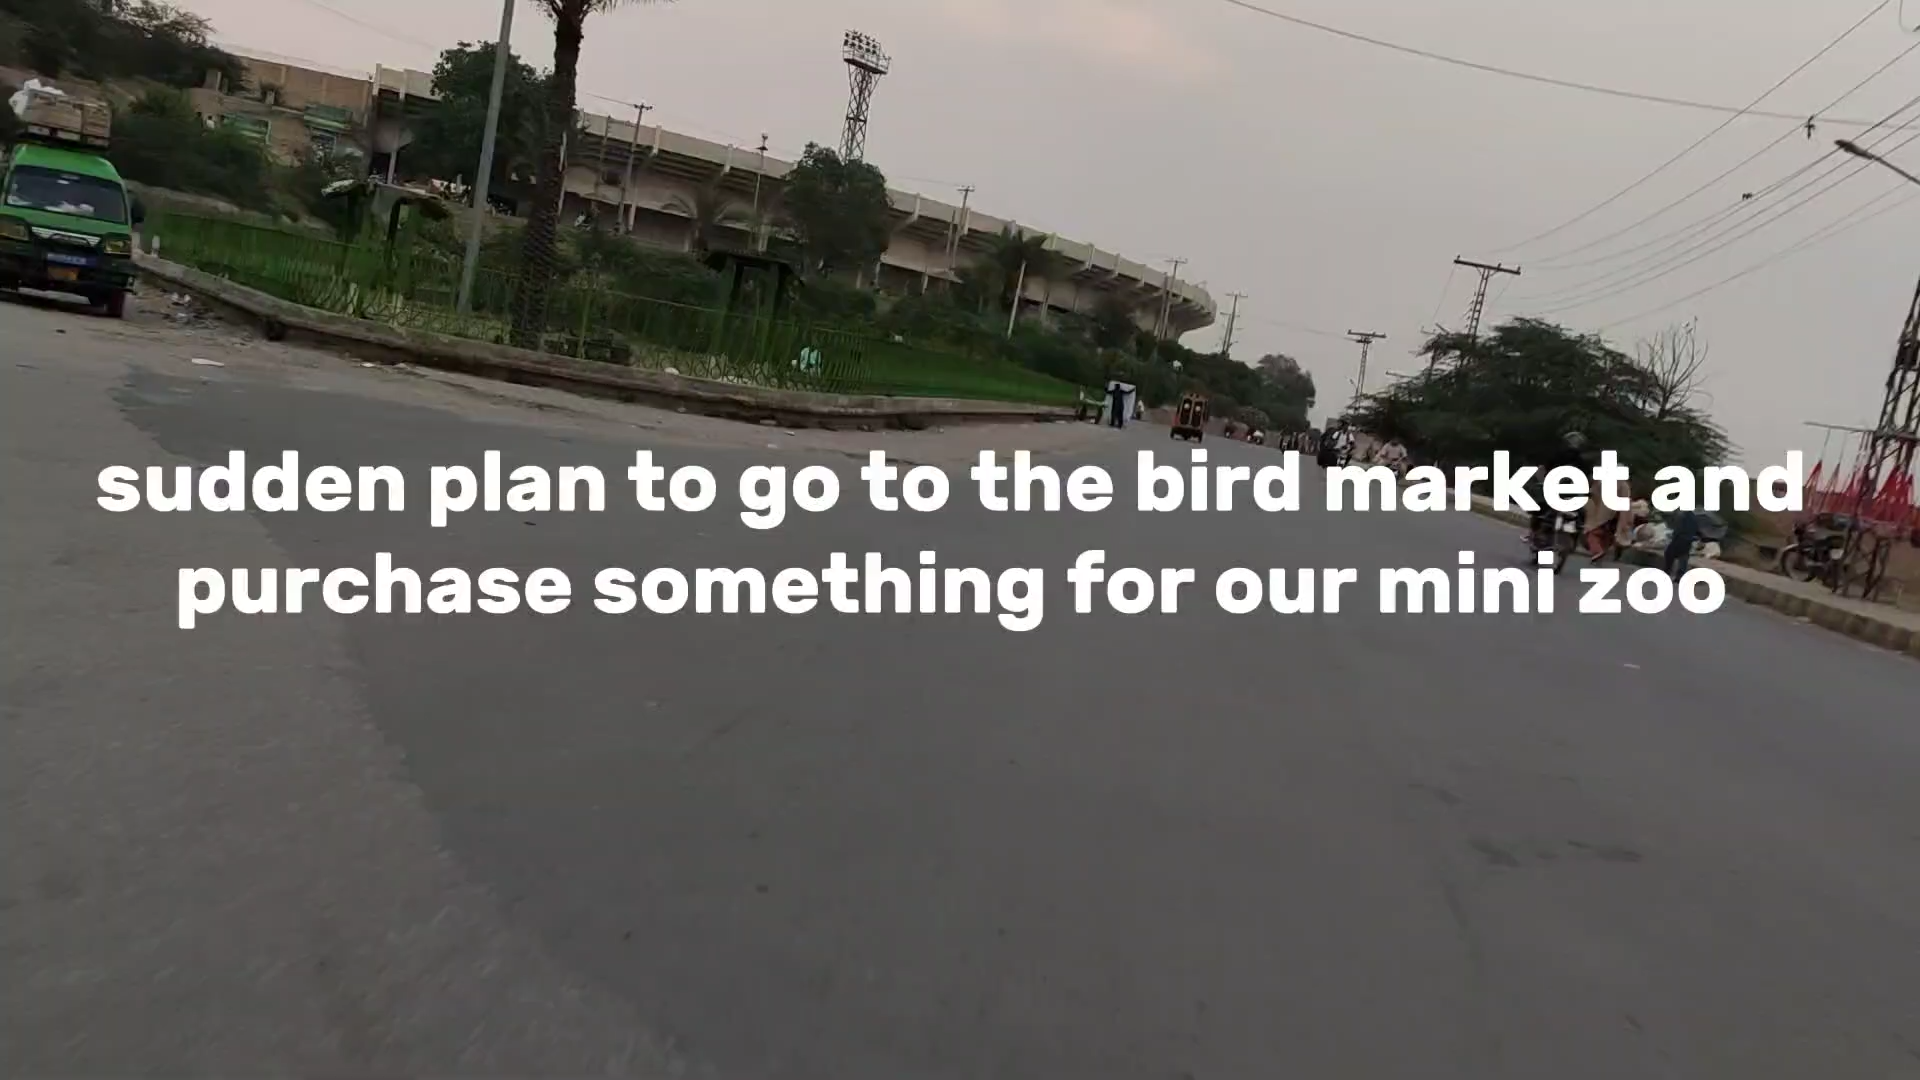 sudden plan to go to the bird market and
purchase something for our mini zoo